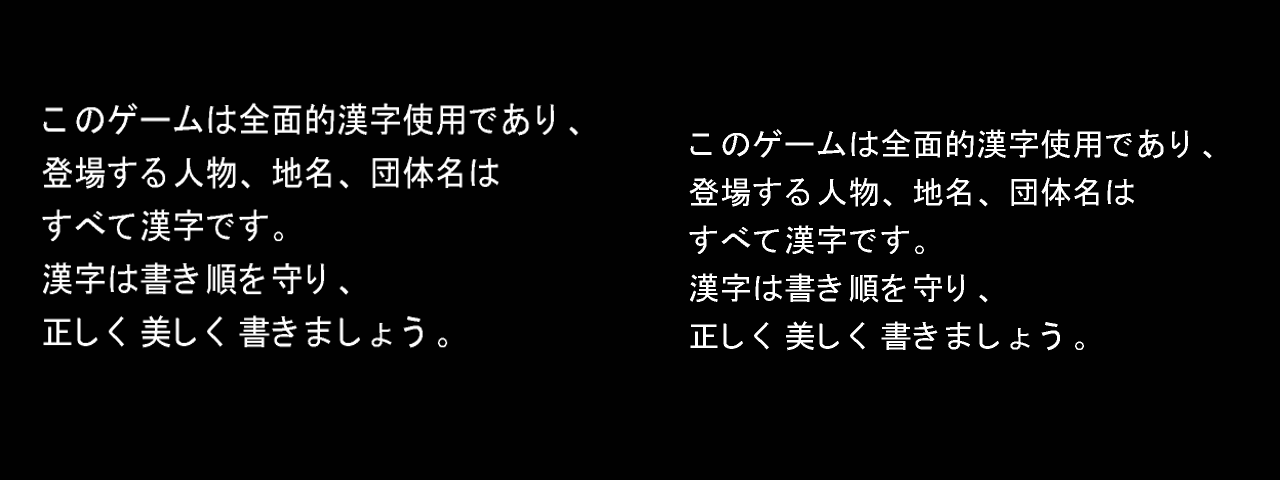 このゲームは全面的漢字使用であり、
登場する人物、地名、団体名は
すべて漢字です。
漢字は書き順を守り、
正しく美しく書きましょう。
このゲームは全面的漢字使用であり、
登場する人物、地名、団体名は
すべて漢字です。
漢字は書き順を守り、
正しく美しく書きましょう。